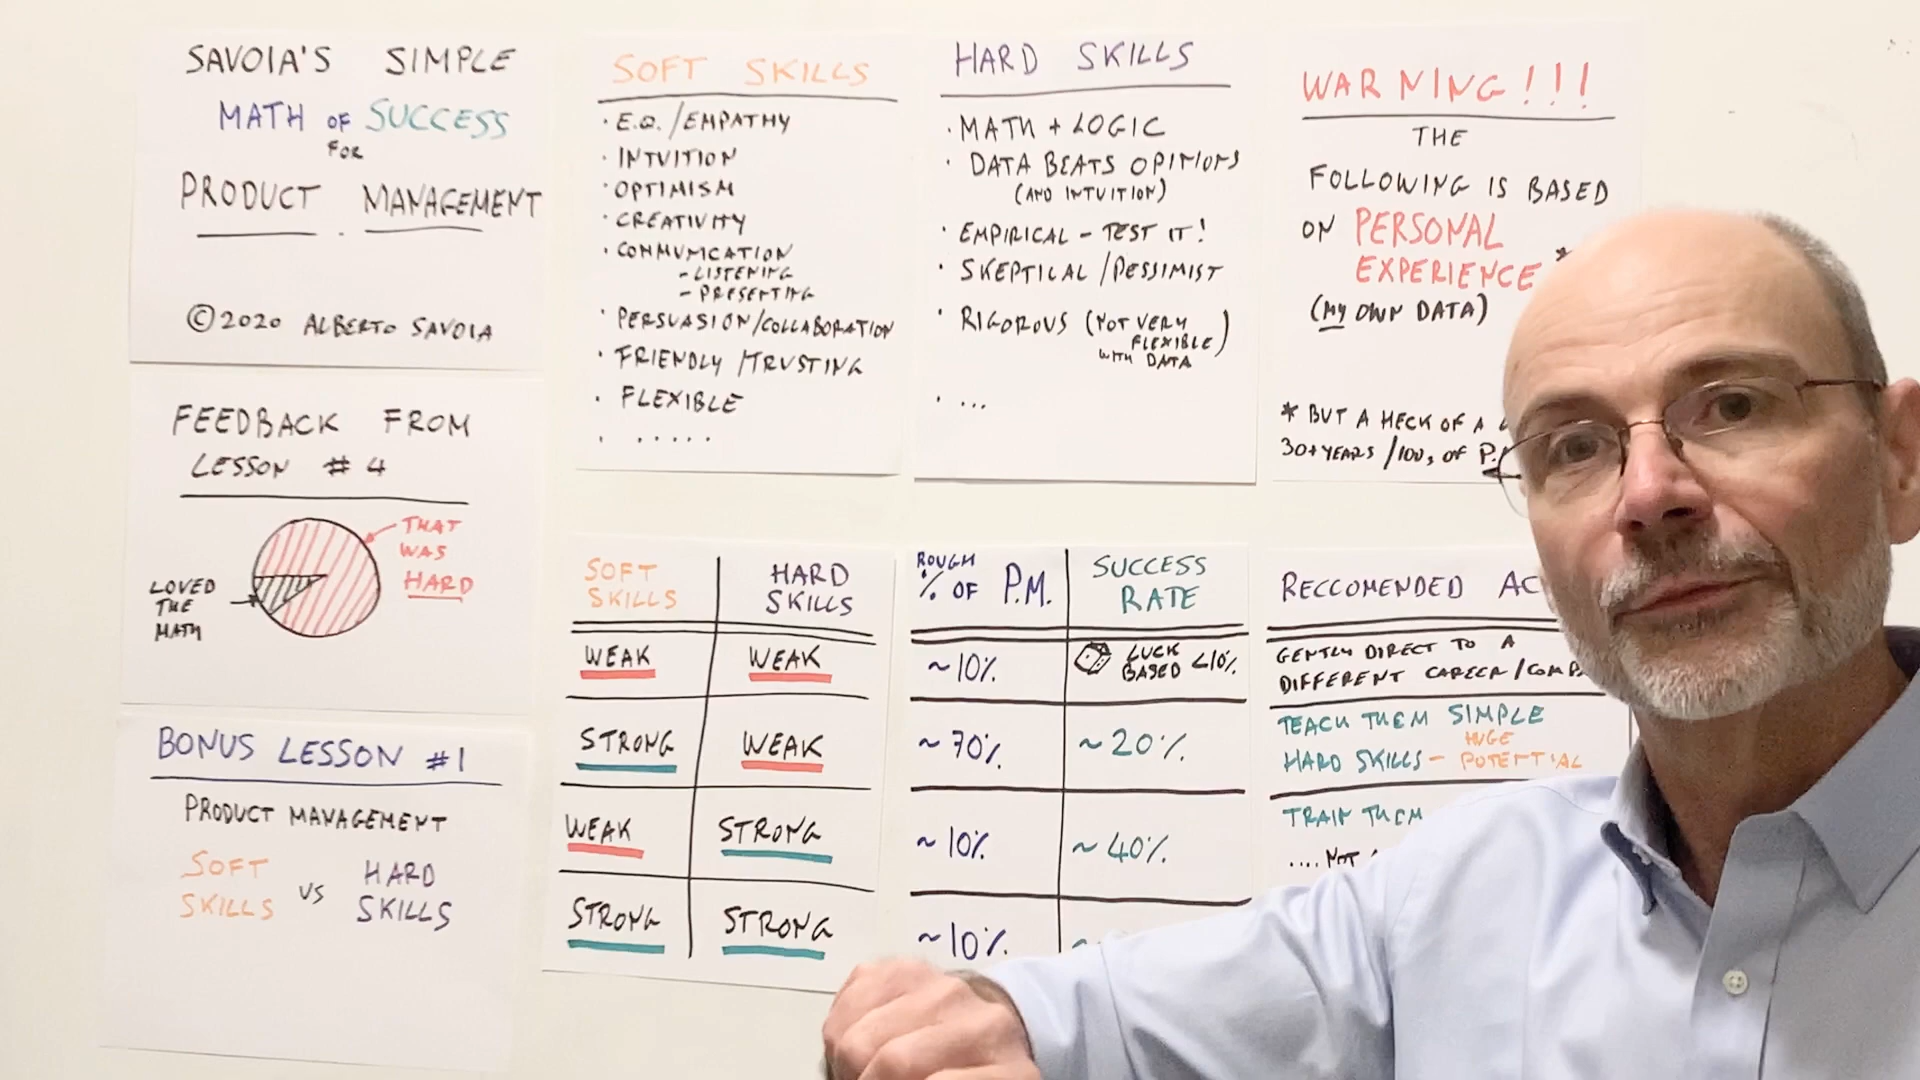 SAVOIA'S SIMPLE
MATH OF SUCCESS
FOR
PRODUCT MANAGEMENT
©2020 ALBERTO SAVOIA
FEEDBACK FROM
LESSON #4
THAT
WAS
HARD
LOVED
THE
MATH
BONUS LESSON #1
PRODUCT MANAGEMENT
SOFT
SKILLS
VS
HARD
SKILLS
SOFT SKILLS
· E.Q./EMPATHY
· INTUITION
· OPTIMISM
· CREATIVITY
· COMMUNICATION
- LISTENING
- PRESENTING
· PERSUASION/COLLABORATION
· FRIENDLY/TRUSTING
· FLEXIBLE
· .....
HARD SKILLS
· MATH + LOGIC
· DATA BEATS OPINIONS
(AND INTUITION)
· EMPIRICAL - TEST IT!
· SKEPTICAL/PESSIMIST
· RIGOROUS (NOT VERY
FLEXIBLE)
WITH DATA
· ...
WARNING!!!
THE
FOLLOWING IS BASED
ON PERSONAL
EXPERIENCE *
(MY OWN DATA)
* BUT A HECK OF A
30+YEARS/100s OF P.
SOFT
SKILLS
HARD
SKILLS
WEAK WEAK
STRONG WEAK
WEAK STRONG
STRONG STRONG
ROUGH
% OF P.M.
SUCCESS
RATE
~10% LUCK
BASED <10%
~70% ~20%
~10% ~40%
~10% ~
RECCOMENDED AC
GENTLY DIRECT TO A
DIFFERENT CAREER/COMP
TEACH THEM SIMPLE
HARD SKILLS - HUGE
POTENTIAL
TRAIN THEM
.... NOT